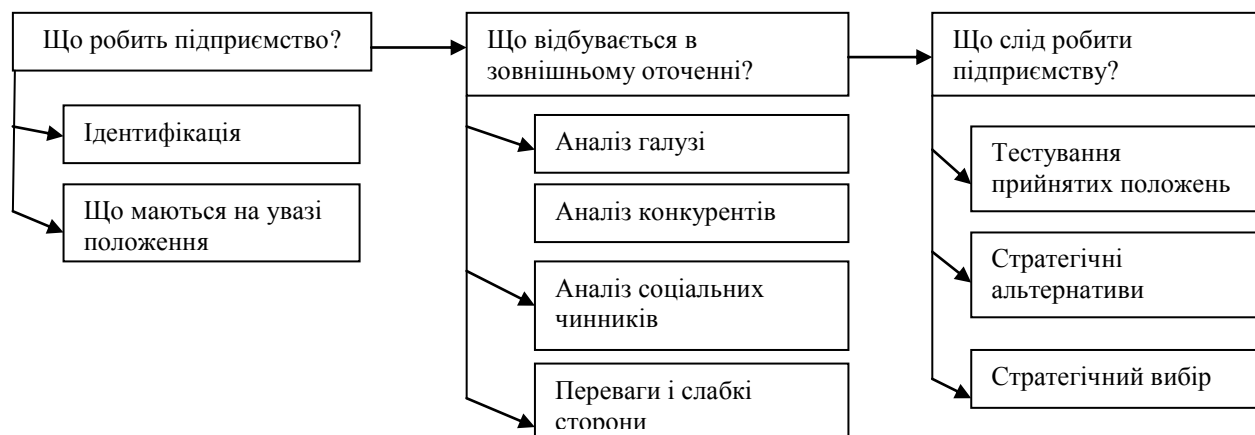 Що робить підприємство?
Ідентифікація
Що маються на увазі
положення
Що відбувається в
зовнішньому оточенні?
Аналіз галузі
Аналіз конкурентів
Аналіз соціальних
чинників
Переваги і слабкі
сторони
Що слід робити
підприємству?
Тестування
прийнятих положень
Стратегічні
альтернативи
Стратегічний вибір